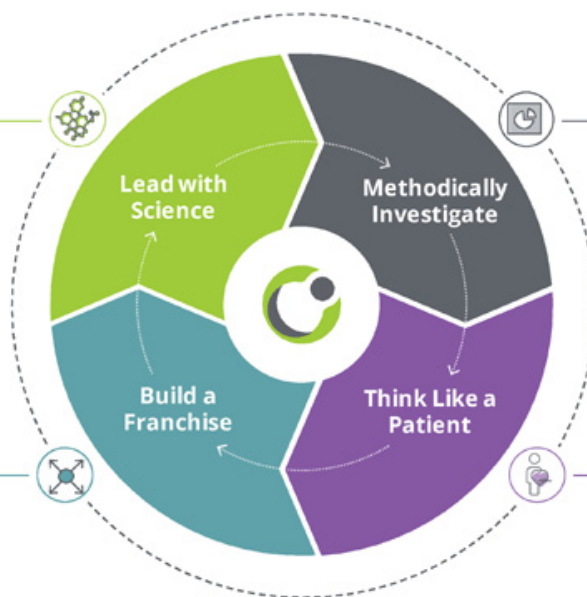 Lead with
Science
Methodically
Investigate
Build a
Franchise
Think Like a
Patient